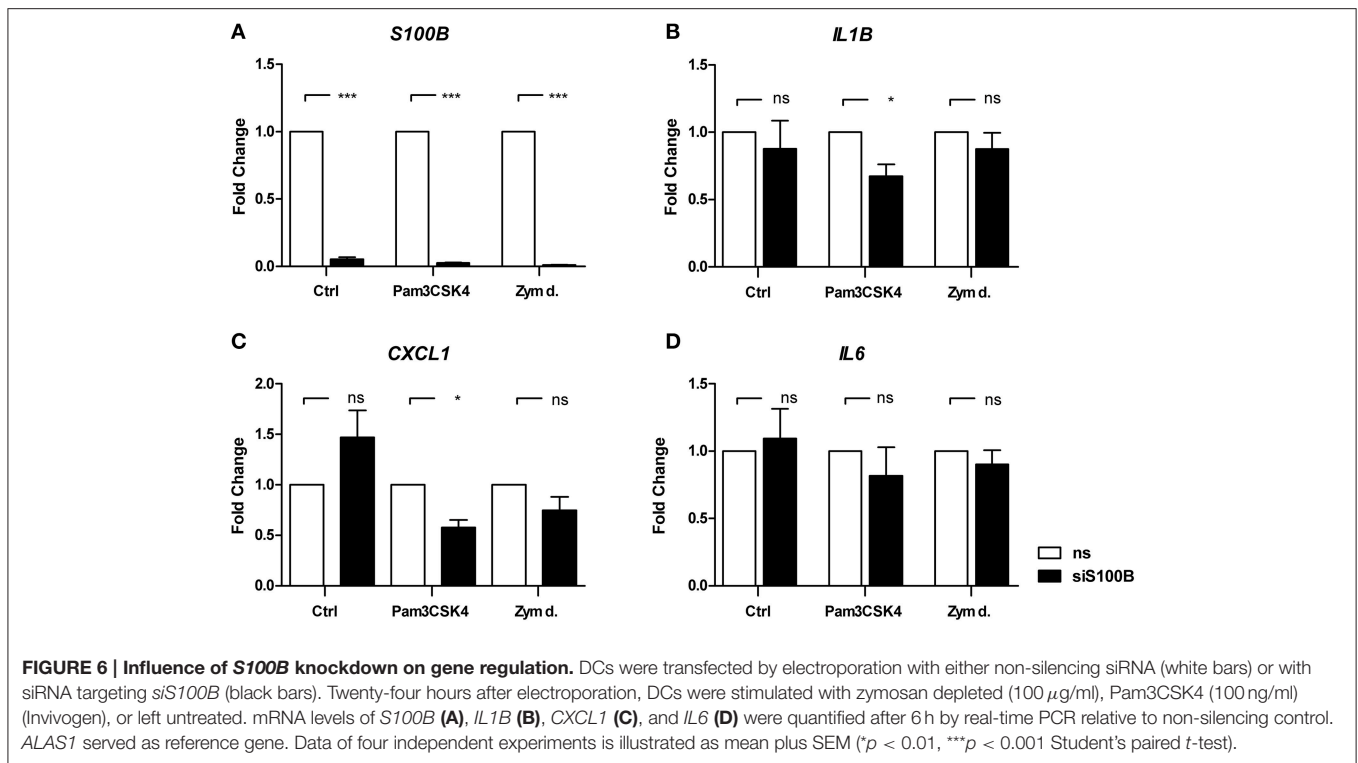 A
S100B
1.5
1.0
0.5
0.0
Fold Change
***
***
***
Ctrl
Pam3CSK4
Zym d.
B
IL1B
1.5
1.0
0.5
0.0
Fold Change
ns
*
ns
Ctrl
Pam3CSK4
Zym d.
C
CXCL1
2.0
1.5
1.0
0.5
0.0
Fold Change
ns
*
ns
Ctrl
Pam3CSK4
Zym d.
D
IL6
1.5
1.0
0.5
0.0
Fold Change
ns
ns
ns
Ctrl
Pam3CSK4
Zym d.
ns
siS100B
FIGURE 6 | Influence of S100B knockdown on gene regulation. DCs were transfected by electroporation with either non-silencing siRNA (white bars) or with
siRNA targeting siS100B (black bars). Twenty-four hours after electroporation, DCs were stimulated with zymosan depleted (100 μg/ml), Pam3CSK4 (100 ng/ml)
(Invivogen), or left untreated. mRNA levels of S100B (A), IL1B (B), CXCL1 (C), and IL6 (D) were quantified after 6 h by real-time PCR relative to non-silencing control.
ALAS1 served as reference gene. Data of four independent experiments is illustrated as mean plus SEM (*p < 0.01, ***p < 0.001 Student's paired t-test).